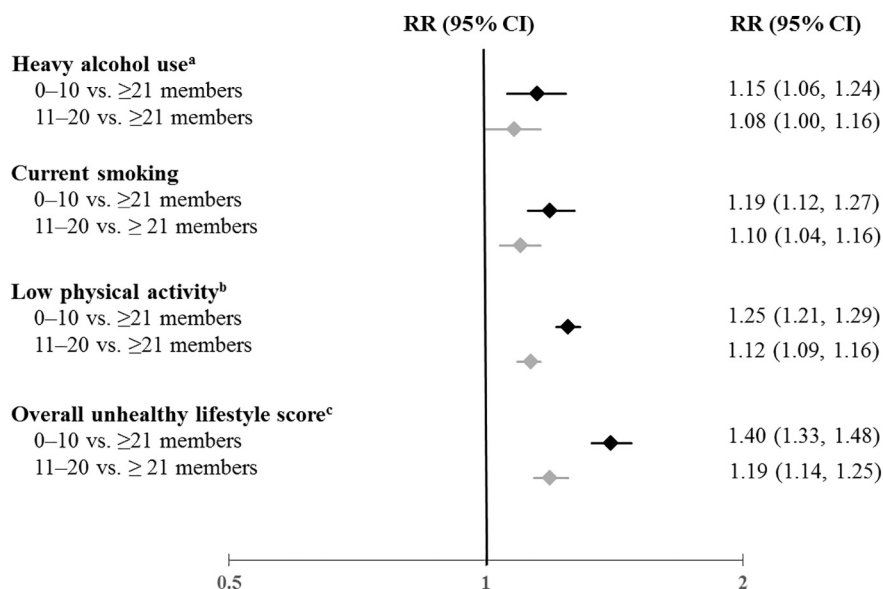 RR (95% CI) RR (95% CI)
Heavy alcohol useᵃ
0–10 vs. ≥21 members 1.15 (1.06, 1.24)
11–20 vs. ≥21 members 1.08 (1.00, 1.16)
Current smoking
0–10 vs. ≥21 members 1.19 (1.12, 1.27)
11–20 vs. ≥ 21 members 1.10 (1.04, 1.16)
Low physical activityᵇ
0–10 vs. ≥21 members 1.25 (1.21, 1.29)
11–20 vs. ≥21 members 1.12 (1.09, 1.16)
Overall unhealthy lifestyle scoreᶜ
0–10 vs. ≥21 members 1.40 (1.33, 1.48)
11–20 vs. ≥ 21 members 1.19 (1.14, 1.25)
0.5 1 2